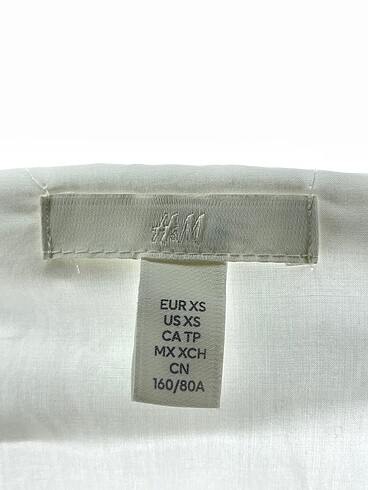 H&M
EUR XS
US XS
CA TP
MX XCH
CN
160/80A